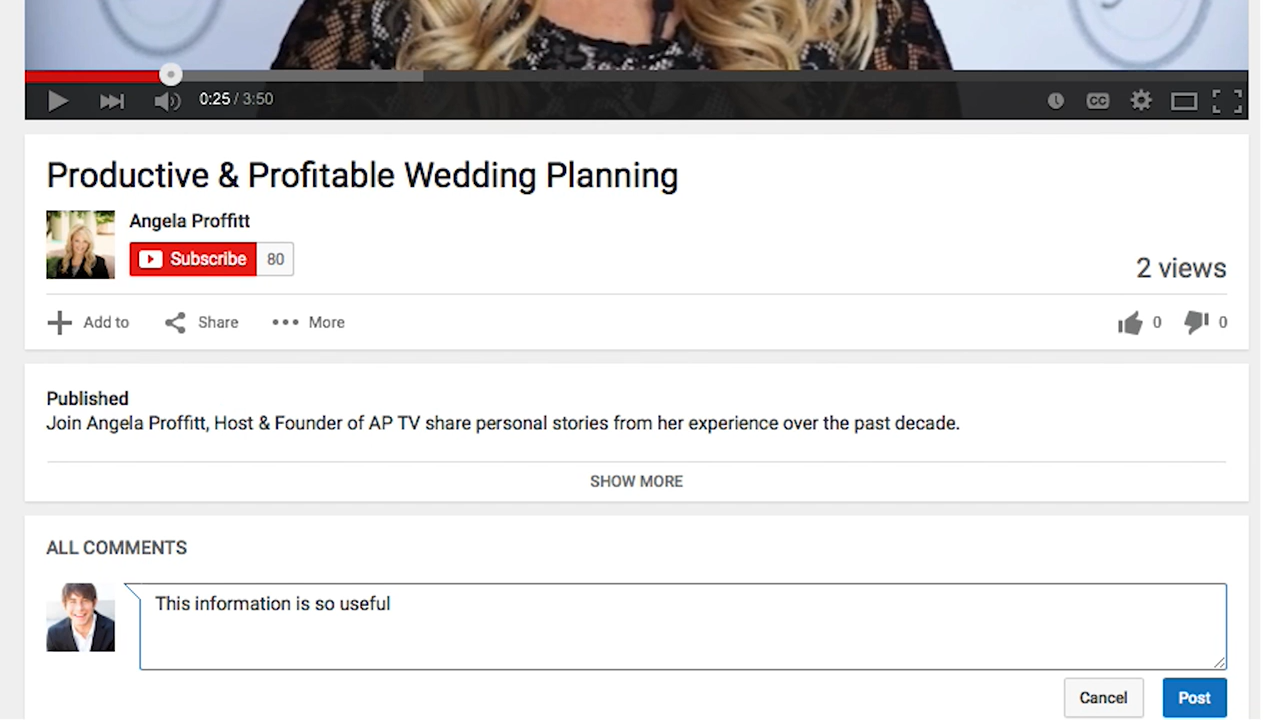 0:25 / 3:50
CC
Productive & Profitable Wedding Planning
Angela Proffitt
Subscribe 80
2 views
Add to Share More 0 0
Published
Join Angela Proffitt, Host & Founder of AP TV share personal stories from her experience over the past decade.
SHOW MORE
ALL COMMENTS
This information is so useful
Cancel Post